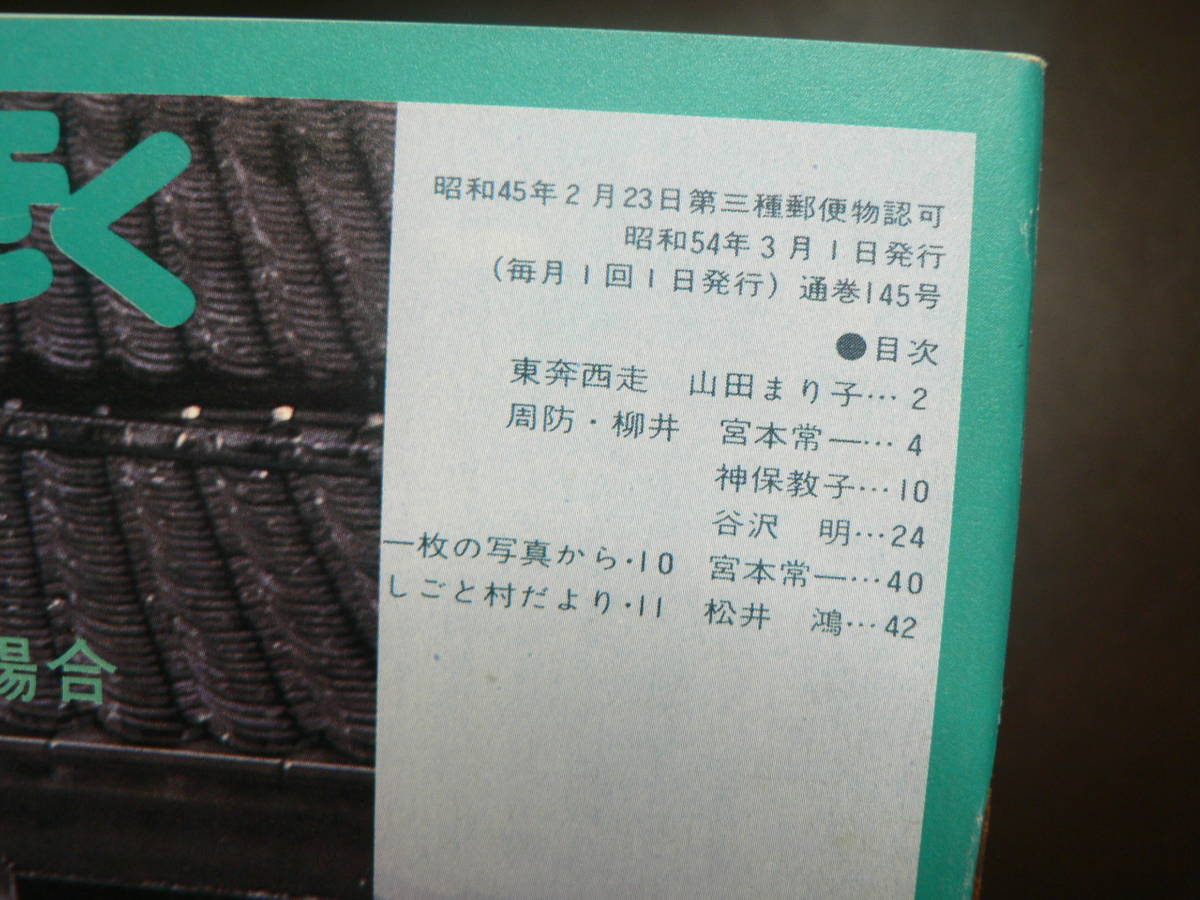 く
昭和45年2月23日第三種郵便物認可
昭和54年3月1日発行
(毎月1回1日発行) 通巻145号
●目次
東奔西走 山田まり子…2
周防・柳井 宮本常一…4
神保教子…10
谷沢 明…24
一枚の写真から・10 宮本常一…40
しごと村だより・11 松井 鴻…42
場合